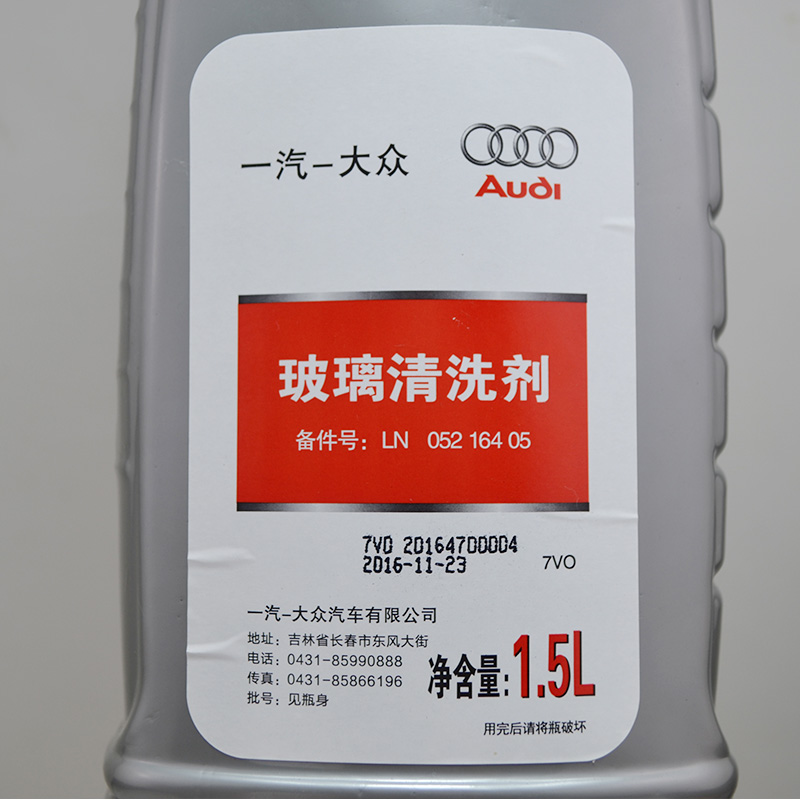 一汽-大众
Audi
玻璃清洗剂
备件号：LN 052 164 05
7VO 20164700004
2016-11-23
7VO
一汽-大众汽车有限公司
地址：吉林省长春市东风大街
电话：0431-85990888
传真：0431-85866196
批号：见瓶身
净含量:1.5L
用完后请将瓶破坏